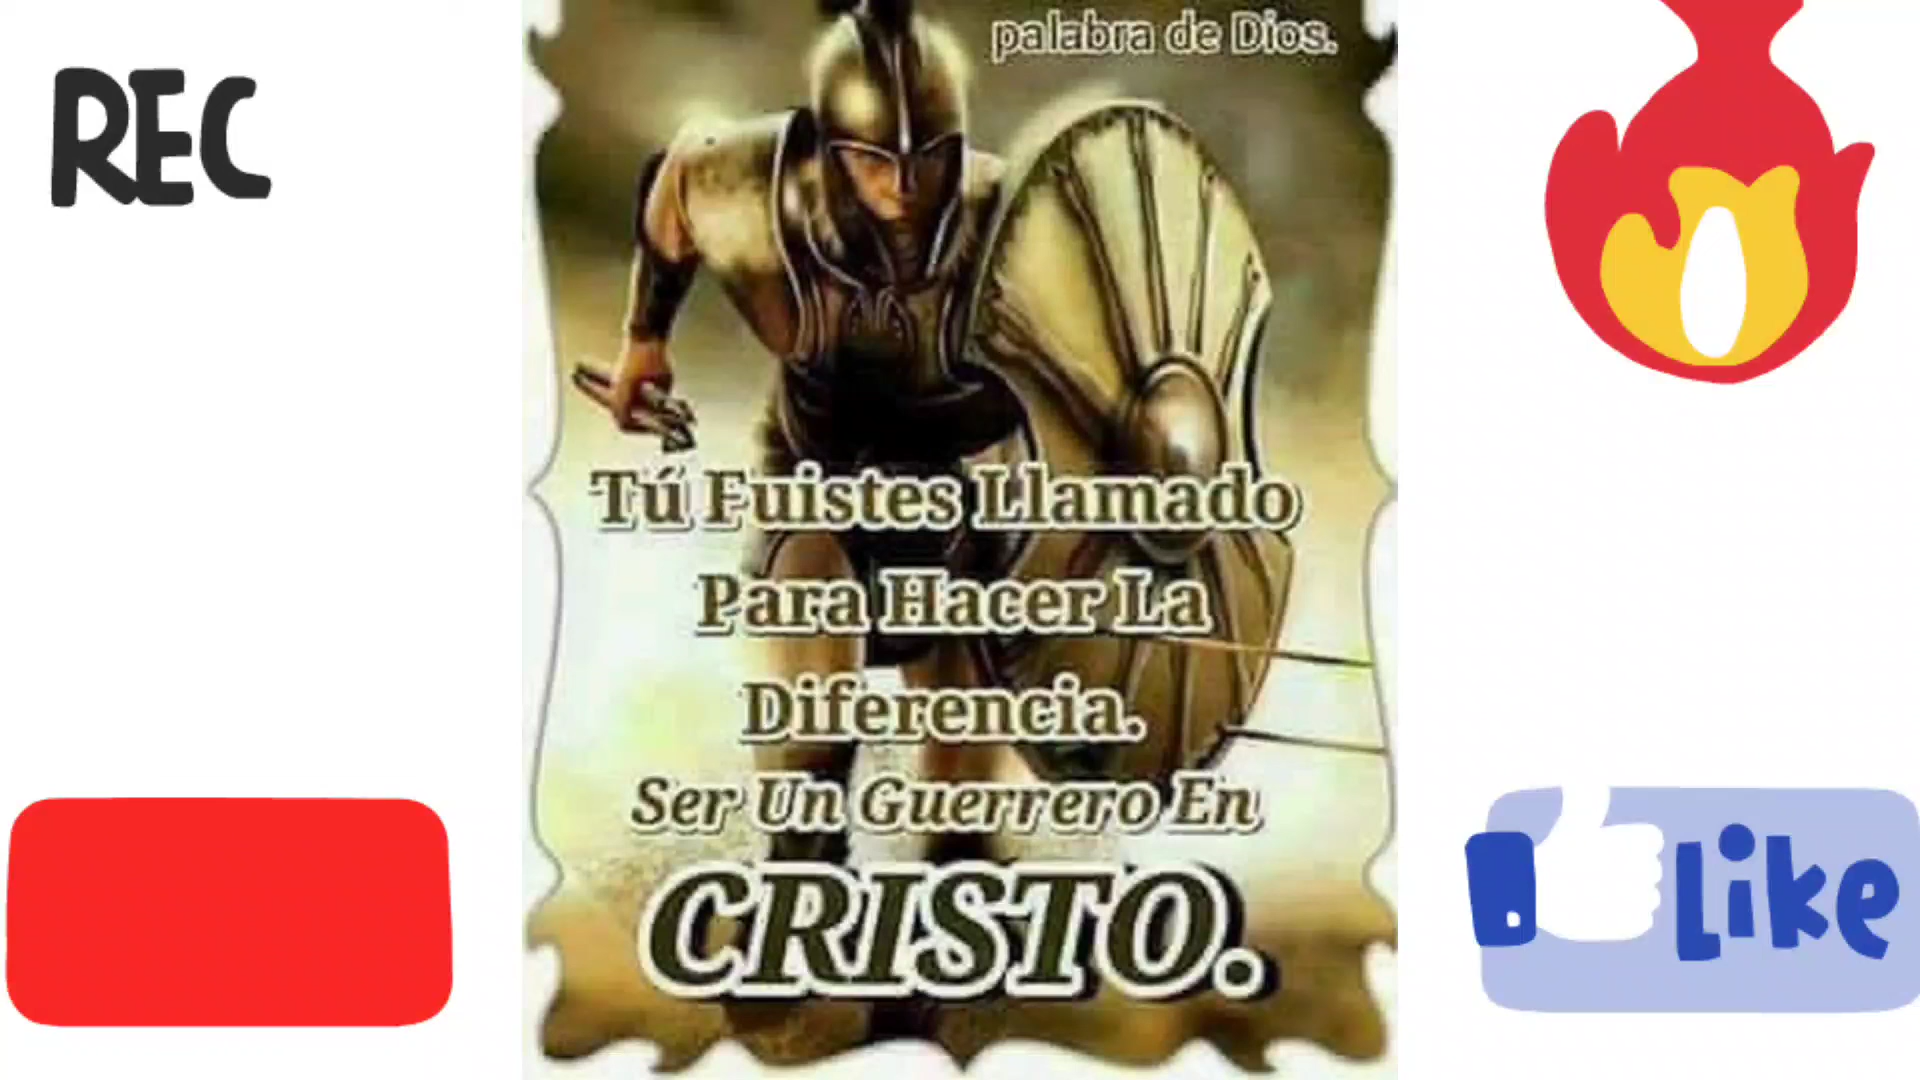 REC
palabra de Dios.
Tú Fuistes Llamado
Para Hacer La
Diferencia.
Ser Un Guerrero En
CRISTO.
Like